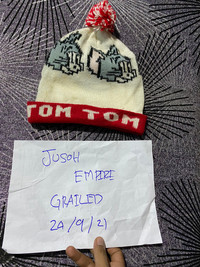 TOM TOM
JUSOH
EMPIRE
GRAILED
24/9/21